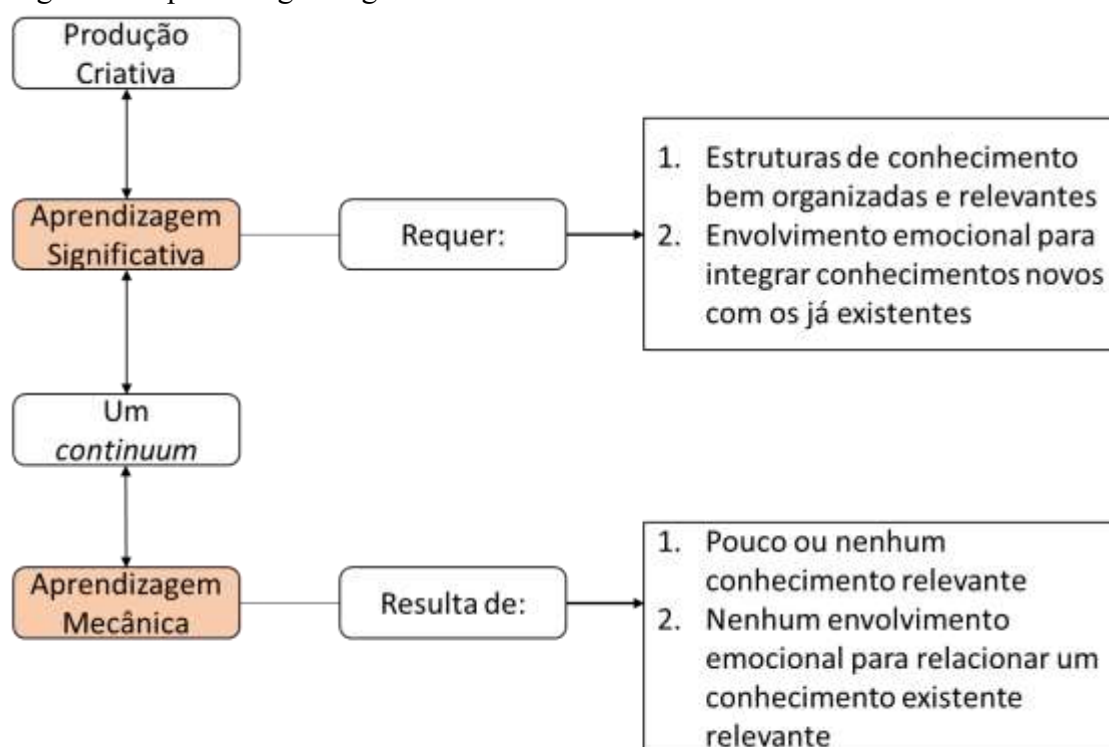 Produção
Criativa
Aprendizagem
Significativa
Requer:
1. Estruturas de conhecimento
bem organizadas e relevantes
2. Envolvimento emocional para
integrar conhecimentos novos
com os já existentes
Um
continuum
Aprendizagem
Mecânica
Resulta de:
1. Pouco ou nenhum
conhecimento relevante
2. Nenhum envolvimento
emocional para relacionar um
conhecimento existente
relevante